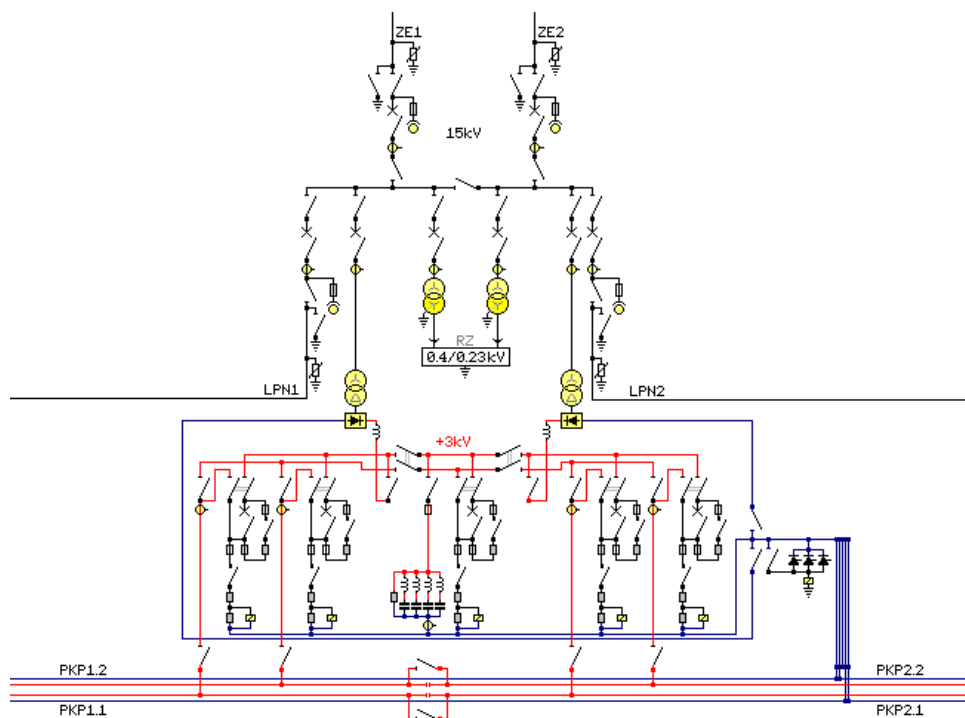 ZE1
ZE2
15kV
RZ
0.4/0.23kV
LPN1
LPN2
+3kV
PKP1.2
PKP2.2
PKP1.1
PKP2.1